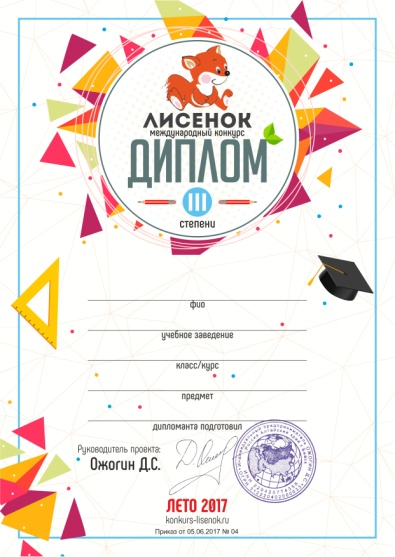 ЛИСЕНОК
международный конкурс
ДИПЛОМ
III
степени
фио
учебное заведение
класс/курс
предмет
дипломанта подготовил
Руководитель проекта:
Ожогин Д.С.
ЛЕТО 2017
konkurs-lisenok.ru
Приказ от 05.06.2017 № 04